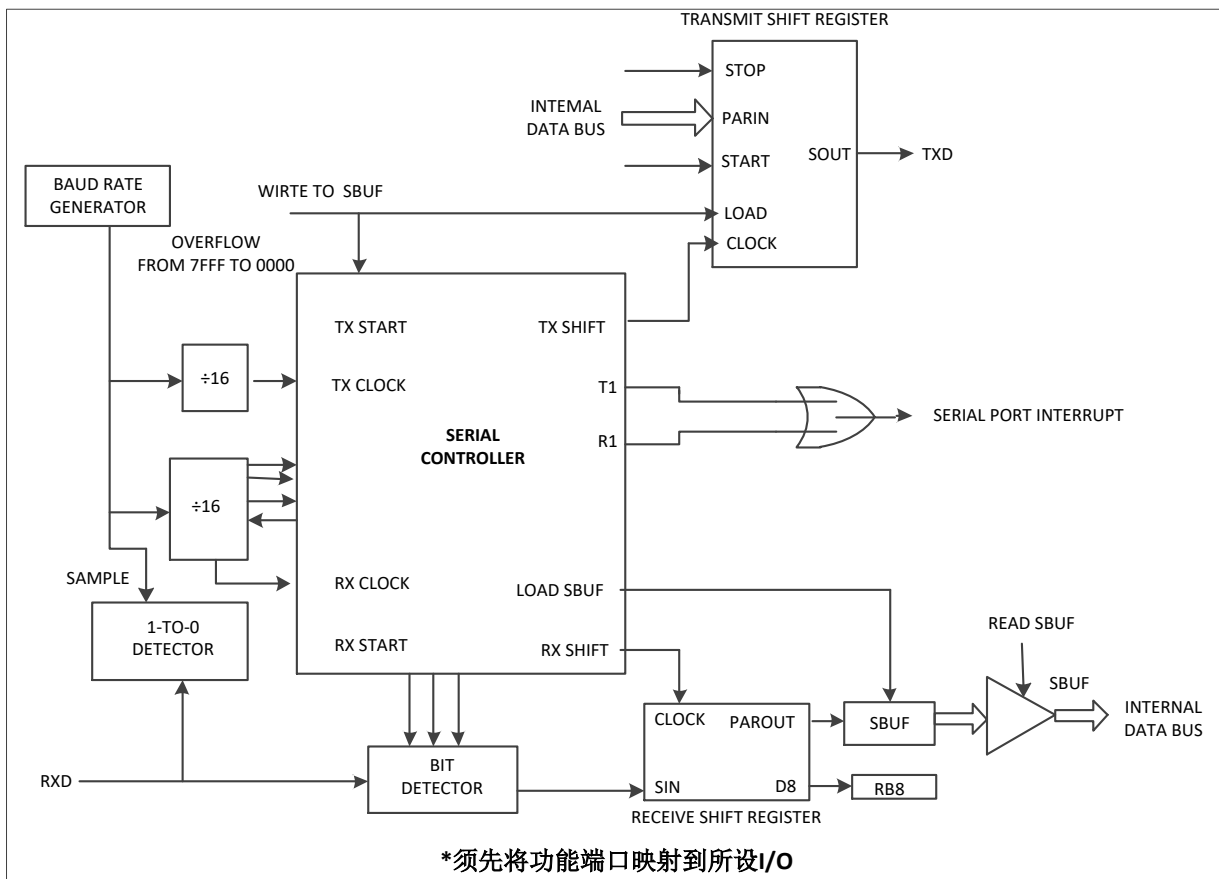 TRANSMIT SHIFT REGISTER
STOP
INTEMAL
DATA BUS
PARIN
START
SOUT
TXD
LOAD
CLOCK
BAUD RATE
GENERATOR
WIRTE TO SBUF
OVERFLOW
FROM 7FFF TO 0000
TX START
TX SHIFT
÷16
TX CLOCK
T1
SERIAL PORT INTERRUPT
R1
SERIAL
CONTROLLER
÷16
SAMPLE
RX CLOCK
LOAD SBUF
1-TO-0
DETECTOR
RX START
RX SHIFT
READ SBUF
SBUF
CLOCK
PAROUT
SBUF
INTERNAL
DATA BUS
RXD
BIT
DETECTOR
SIN
D8
RB8
RECEIVE SHIFT REGISTER
*须先将功能端口映射到所设I/O